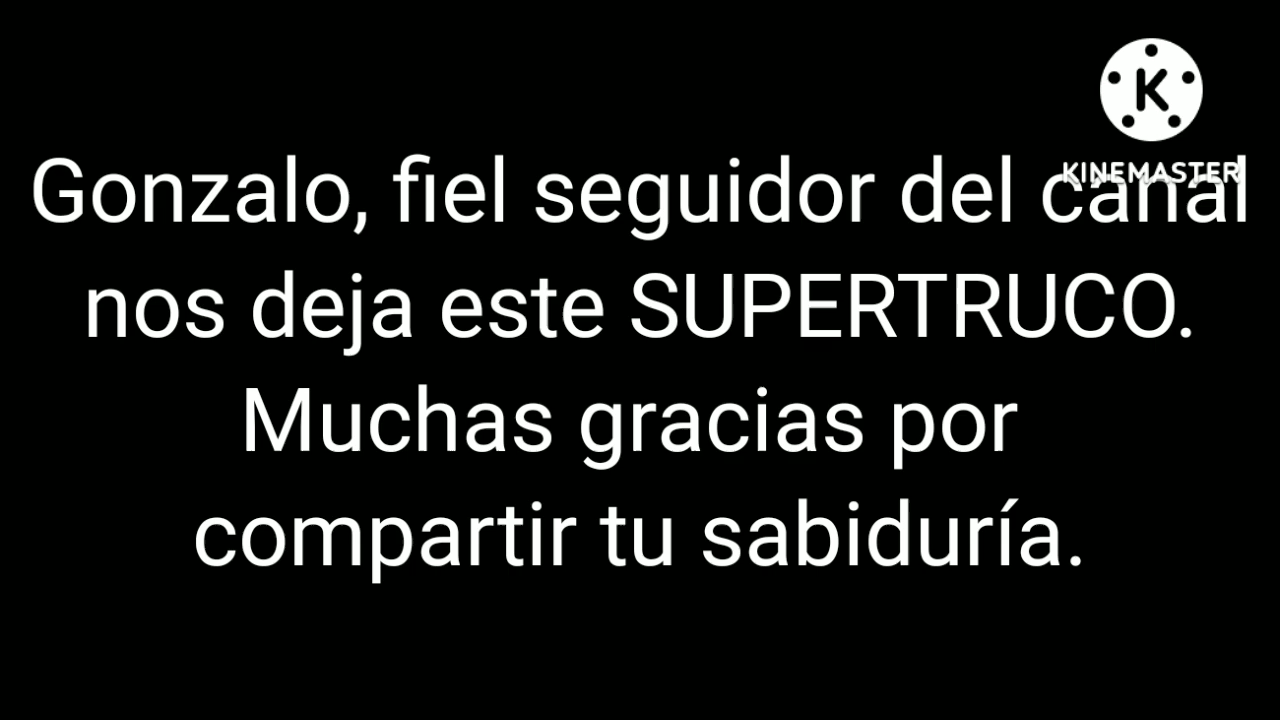 K
KINEMASTER
Gonzalo, fiel seguidor del canal
nos deja este SUPERTRUCO.
Muchas gracias por
compartir tu sabiduría.